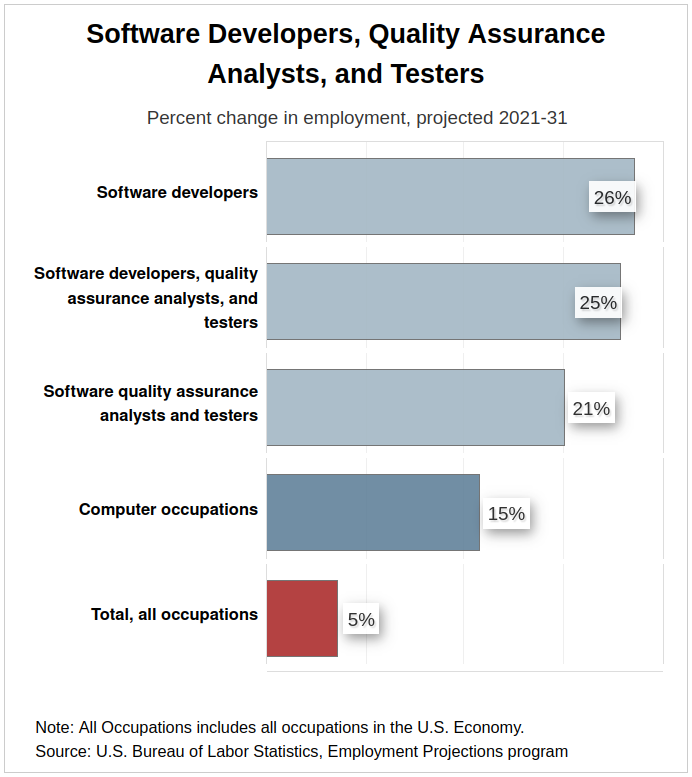 Software Developers, Quality Assurance
Analysts, and Testers
Percent change in employment, projected 2021-31
Software developers
26%
Software developers, quality
assurance analysts, and
testers
25%
Software quality assurance
analysts and testers
21%
Computer occupations
15%
Total, all occupations
5%
Note: All Occupations includes all occupations in the U.S. Economy.
Source: U.S. Bureau of Labor Statistics, Employment Projections program